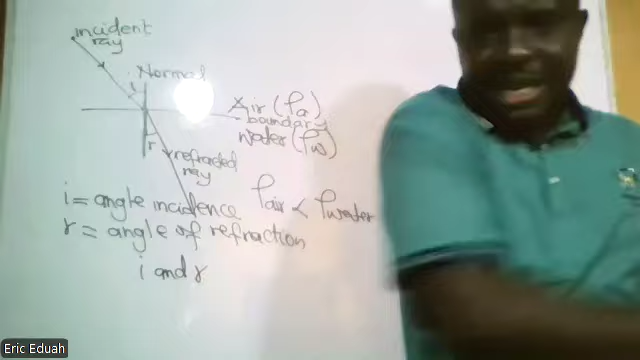 incident
ray
Normal
i
Air (ρa)
boundary
water (ρw)
r
refracted
ray
ρair < ρwater
i = angle incidence
r = angle of refraction
i and r
Eric Eduah